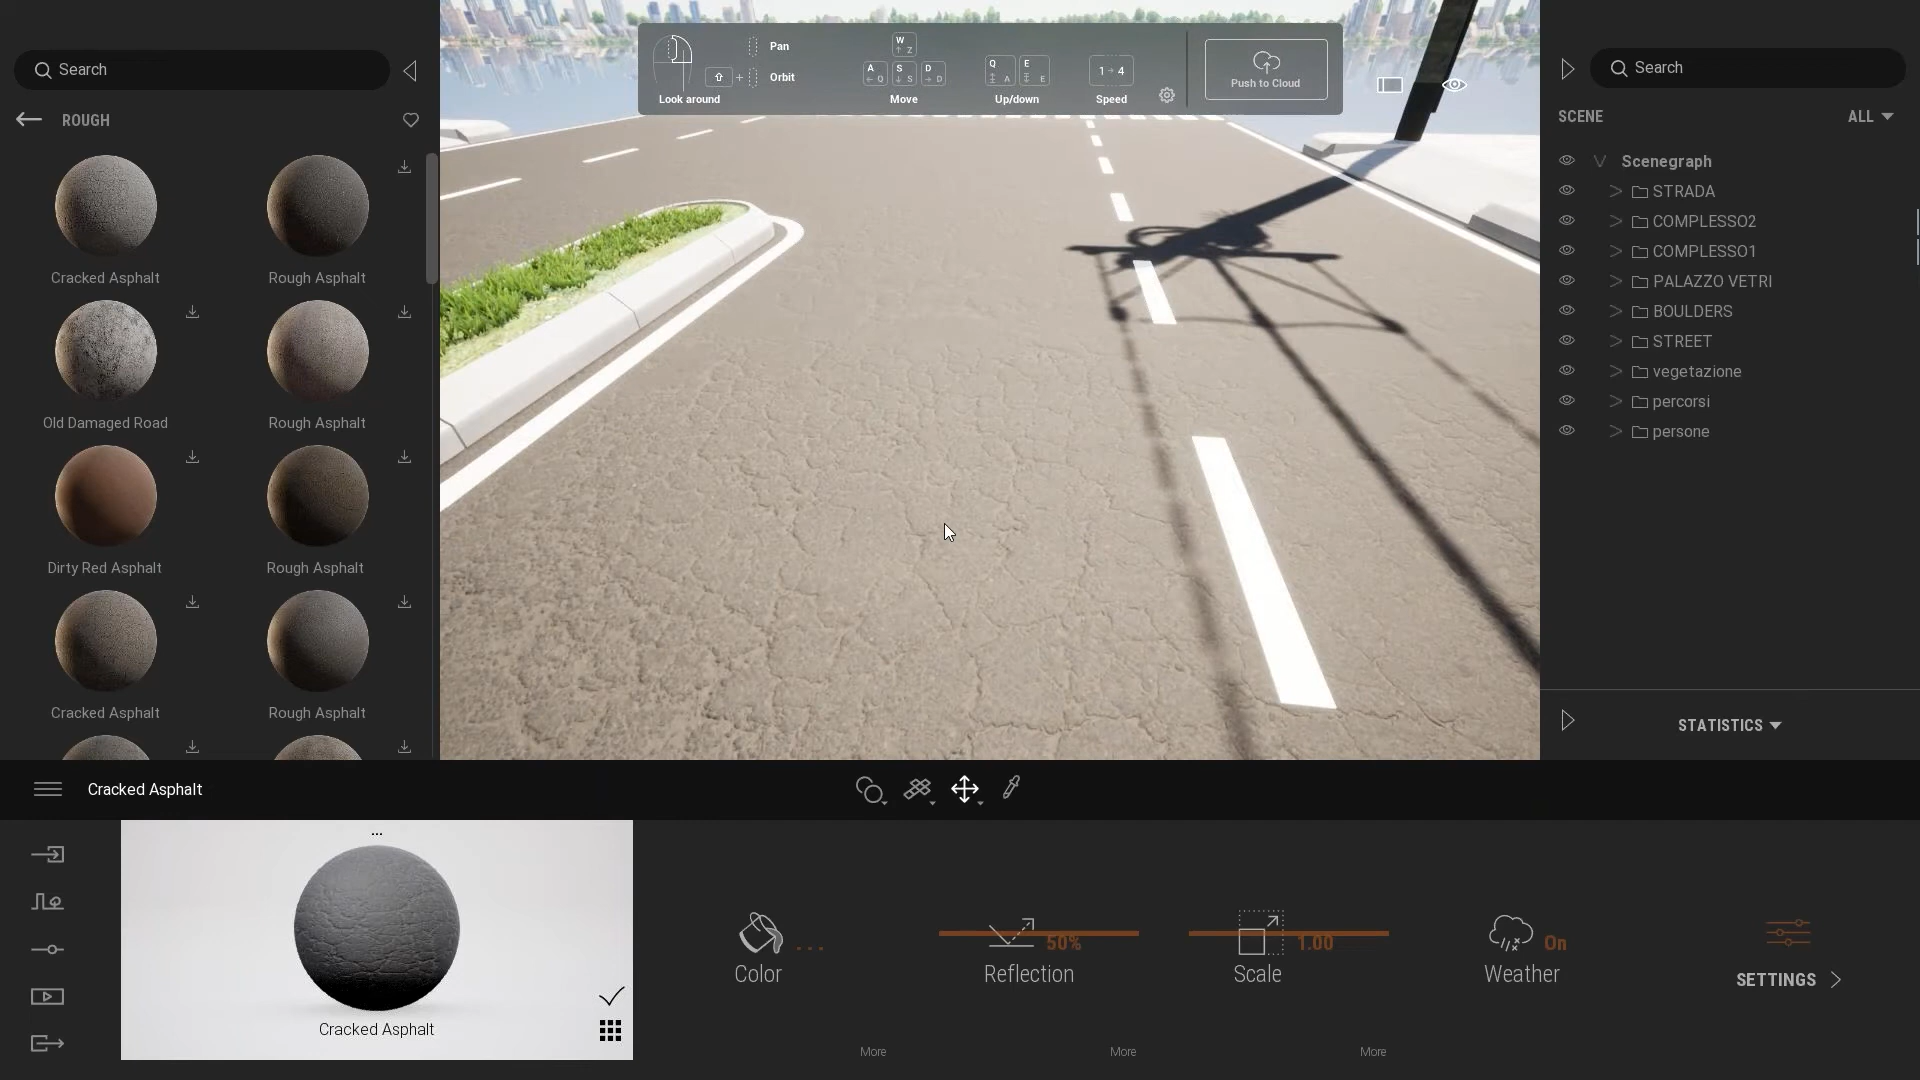 Search
ROUGH
Cracked Asphalt
Rough Asphalt
Old Damaged Road
Rough Asphalt
Dirty Red Asphalt
Rough Asphalt
Cracked Asphalt
Rough Asphalt
Look around
Pan
+ Orbit
W
Z
A
Q
S
S
D
D
Move
Q
A
E
E
Up/down
1 4
Speed
Push to Cloud
Search
SCENE
ALL
Scenegraph
STRADA
COMPLESSO2
COMPLESSO1
PALAZZO VETRI
BOULDERS
STREET
vegetazione
percorsi
persone
STATISTICS
Cracked Asphalt
...
Cracked Asphalt
Color
...
More
50%
Reflection
More
1.00
Scale
More
On
Weather
SETTINGS